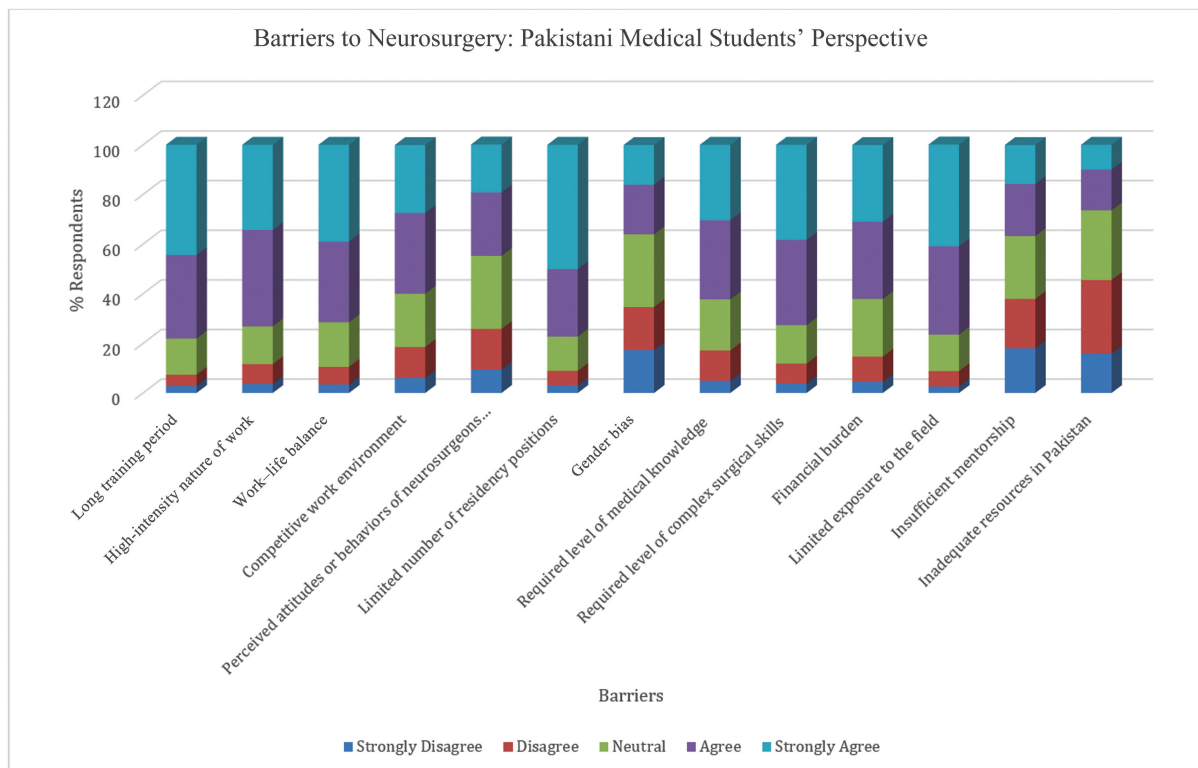 Barriers to Neurosurgery: Pakistani Medical Students’ Perspective
% Respondents
120
100
80
60
40
20
0
Long training period
High-intensity nature of work
Work–life balance
Competitive work environment
Perceived attitudes or behaviors of neurosurgeons...
Limited number of residency positions
Gender bias
Required level of medical knowledge
Required level of complex surgical skills
Financial burden
Limited exposure to the field
Insufficient mentorship
Inadequate resources in Pakistan
Barriers
Strongly Disagree Disagree Neutral Agree Strongly Agree